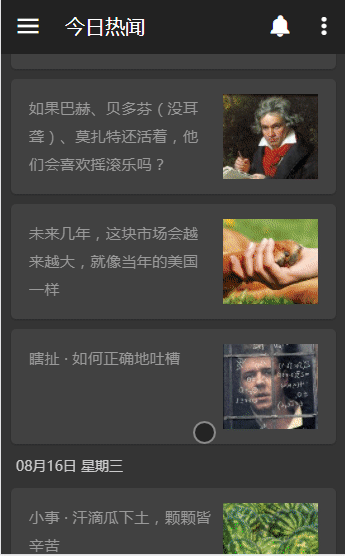 今日热闻
如果巴赫、贝多芬（没耳
聋）、莫扎特还活着，他
们会喜欢摇滚乐吗？
未来几年，这块市场会越
来越大，就像当年的美国
一样
瞎扯 · 如何正确地吐槽
08月16日 星期三
小事 · 汗滴瓜下土，颗颗皆
辛苦